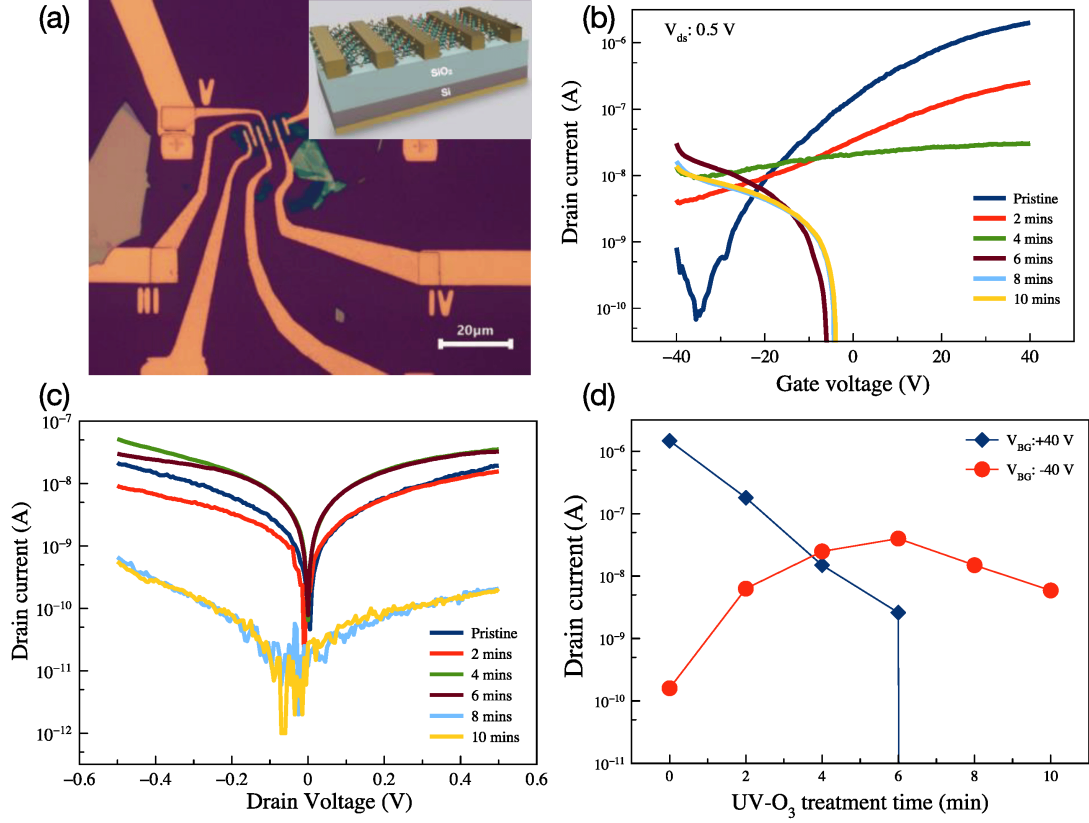 (a)
V
III
IV
20μm
SiO₂
Si
(b)
V_ds: 0.5 V
Drain current (A)
10⁻⁶
10⁻⁷
10⁻⁸
10⁻⁹
10⁻¹⁰
Pristine
2 mins
4 mins
6 mins
8 mins
10 mins
−40 −20 0 20 40
Gate voltage (V)
(c)
Drain current (A)
10⁻⁷
10⁻⁸
10⁻⁹
10⁻¹⁰
10⁻¹¹
10⁻¹²
Pristine
2 mins
4 mins
6 mins
8 mins
10 mins
−0.6 −0.4 −0.2 0 0.2 0.4 0.6
Drain Voltage (V)
(d)
Drain current (A)
10⁻⁶
10⁻⁷
10⁻⁸
10⁻⁹
10⁻¹⁰
10⁻¹¹
V_BG:+40 V
V_BG: -40 V
0 2 4 6 8 10
UV-O₃ treatment time (min)